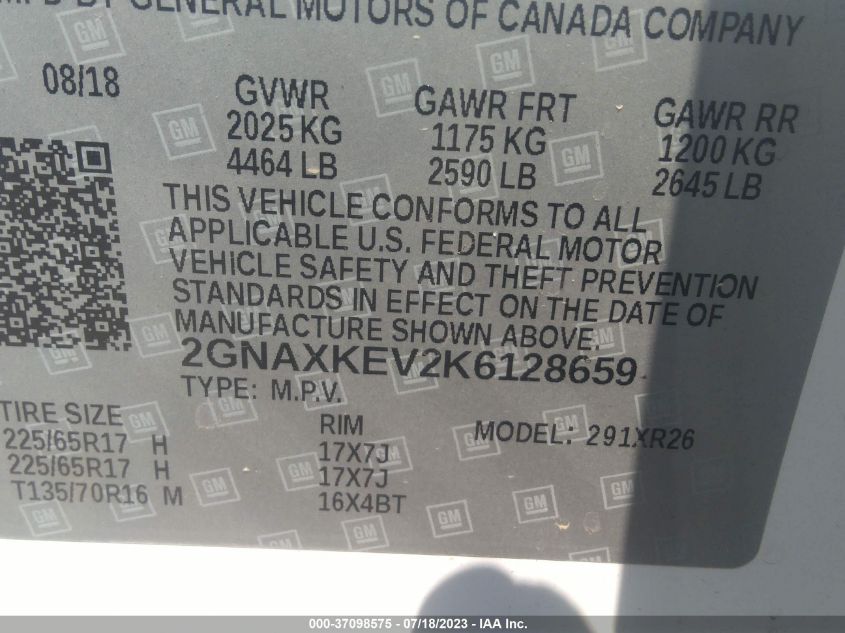 MFD BY GENERAL MOTORS OF CANADA COMPANY
08/18
GVWR
2025 KG
4464 LB
GAWR FRT
1175 KG
2590 LB
GAWR RR
1200 KG
2645 LB
THIS VEHICLE CONFORMS TO ALL
APPLICABLE U.S. FEDERAL MOTOR
VEHICLE SAFETY AND THEFT PREVENTION
STANDARDS IN EFFECT ON THE DATE OF
MANUFACTURE SHOWN ABOVE.
2GNAXKEV2K6128659
TYPE: M.P.V.
MODEL: 291XR26
TIRE SIZE
225/65R17 H
225/65R17 H
T135/70R16 M
RIM
17X7J
17X7J
16X4BT
GM
000-37098575 - 07/18/2023 - COPYRIGHT © IAA, Inc.